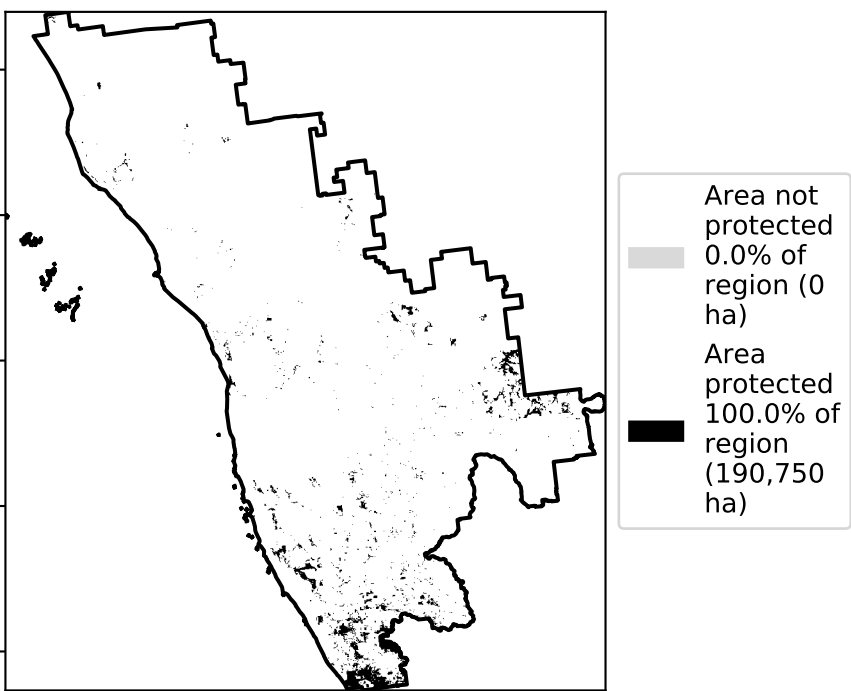 Area not
protected
0.0% of
region (0
ha)
Area
protected
100.0% of
region
(190,750
ha)